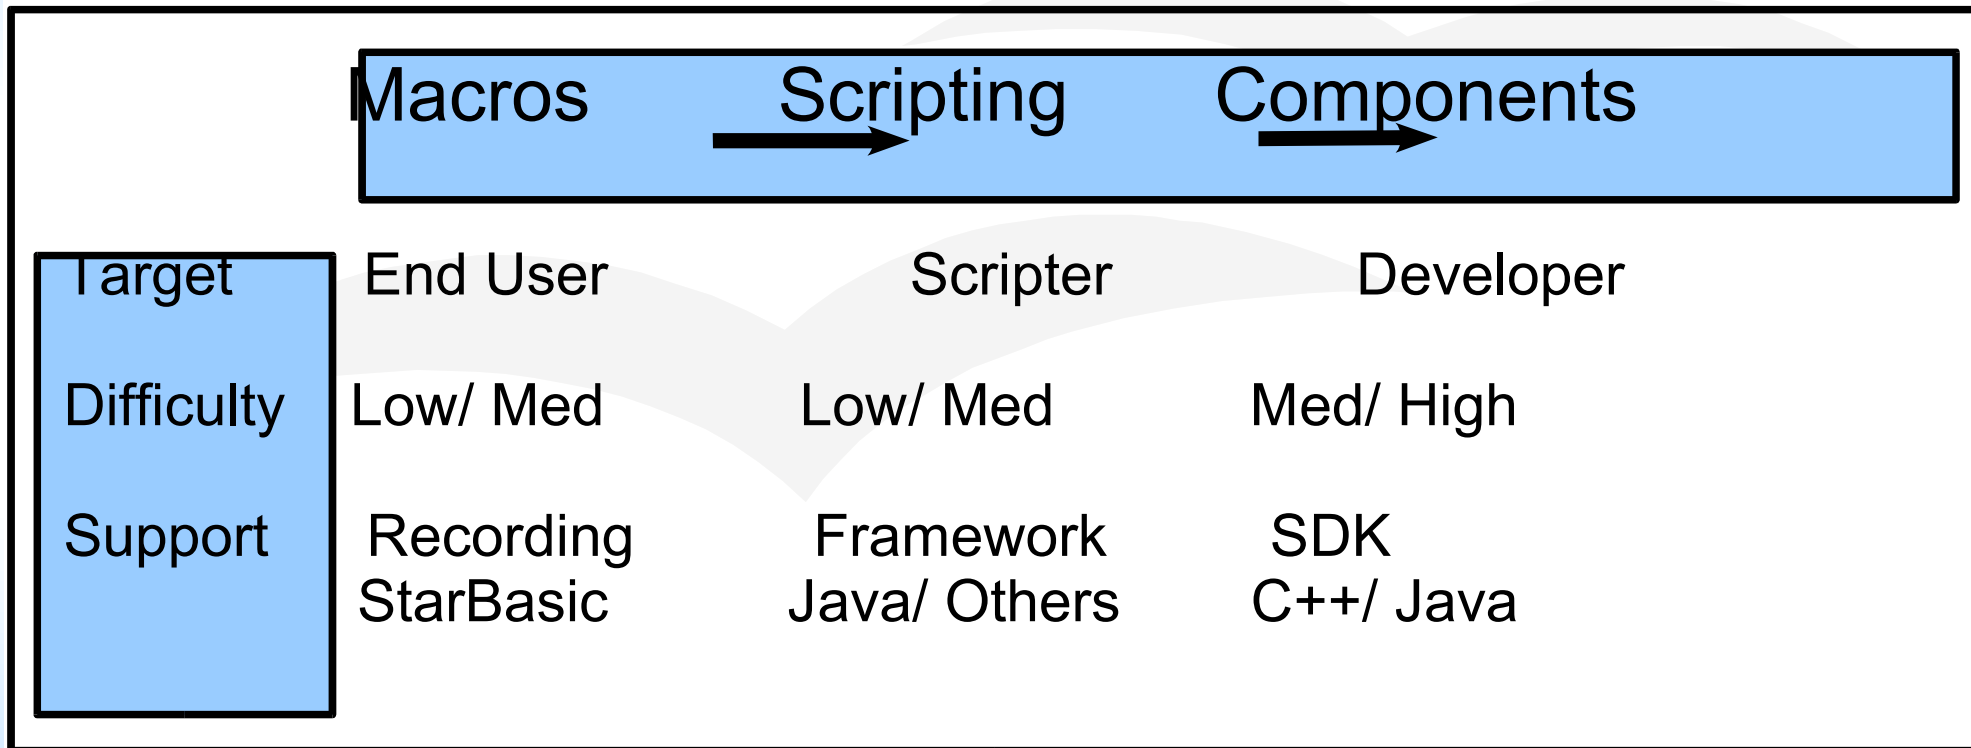 Macros Scripting Components
Target End User Scripter Developer
Difficulty Low/ Med Low/ Med Med/ High
Support Recording Framework SDK
StarBasic Java/ Others C++/ Java